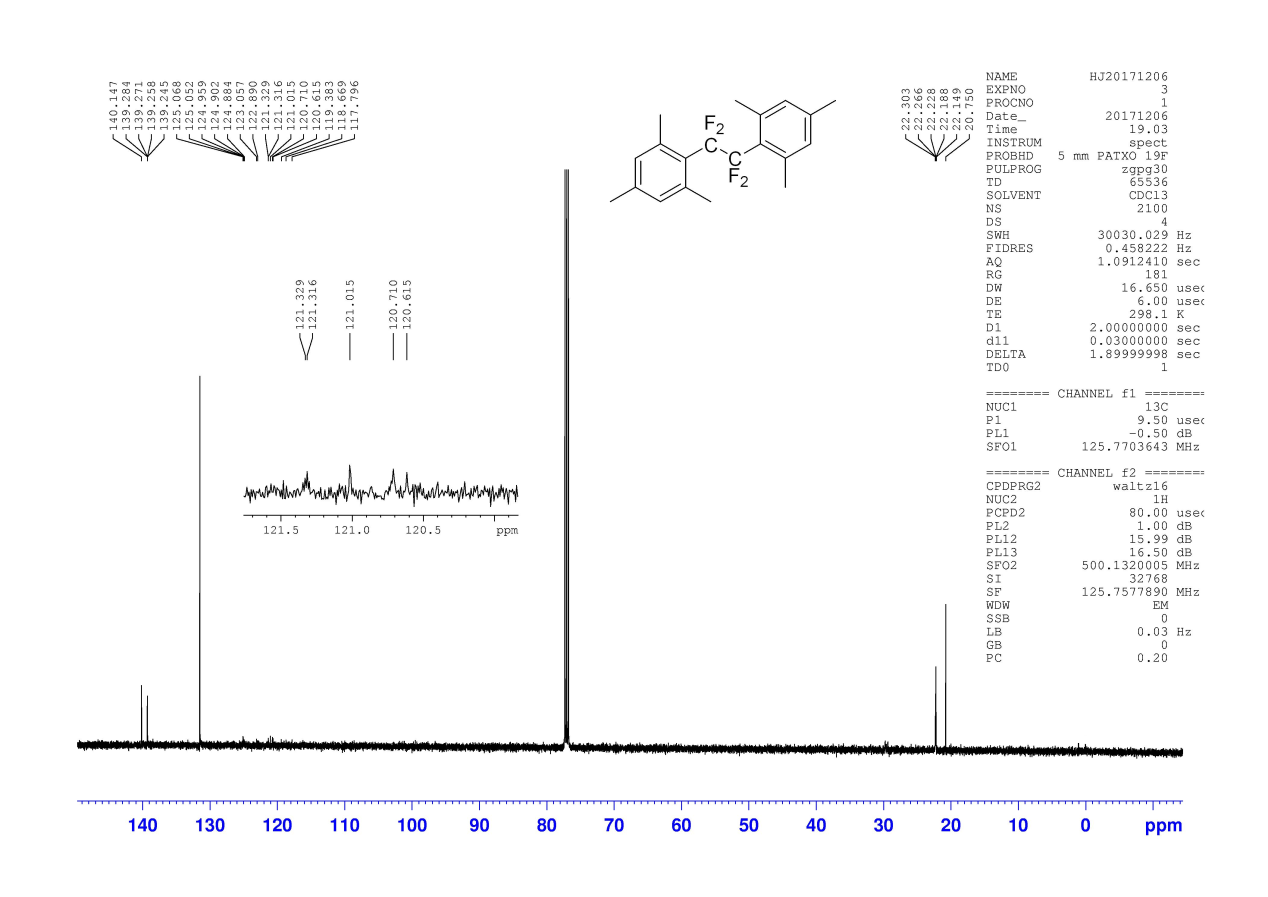 140.147
139.284
139.271
139.258
139.245
125.068
125.052
124.959
124.902
124.884
123.057
122.890
121.329
121.316
121.015
120.710
120.615
119.383
118.669
117.796
F2
C
C
F2
22.303
22.266
22.228
22.188
22.149
20.750
NAME HJ20171206
EXPNO 3
PROCNO 1
Date_ 20171206
Time 19.03
INSTRUM spect
PROBHD 5 mm PATXO 19F
PULPROG zgpg30
TD 65536
SOLVENT CDCl3
NS 2100
DS 4
SWH 30030.029 Hz
FIDRES 0.458222 Hz
AQ 1.0912410 sec
RG 181
DW 16.650 usec
DE 6.00 usec
TE 298.1 K
D1 2.00000000 sec
d11 0.03000000 sec
DELTA 1.89999998 sec
TD0 1
======== CHANNEL f1 ========
NUC1 13C
P1 9.50 usec
PL1 -0.50 dB
SFO1 125.7703643 MHz
======== CHANNEL f2 ========
CPDPRG2 waltz16
NUC2 1H
PCPD2 80.00 usec
PL2 1.00 dB
PL12 15.99 dB
PL13 16.50 dB
SFO2 500.1320005 MHz
SI 32768
SF 125.7577890 MHz
WDW EM
SSB 0
LB 0.03 Hz
GB 0
PC 0.20
121.329
121.316
121.015
120.710
120.615
121.5 121.0 120.5 ppm
140 130 120 110 100 90 80 70 60 50 40 30 20 10 0 ppm